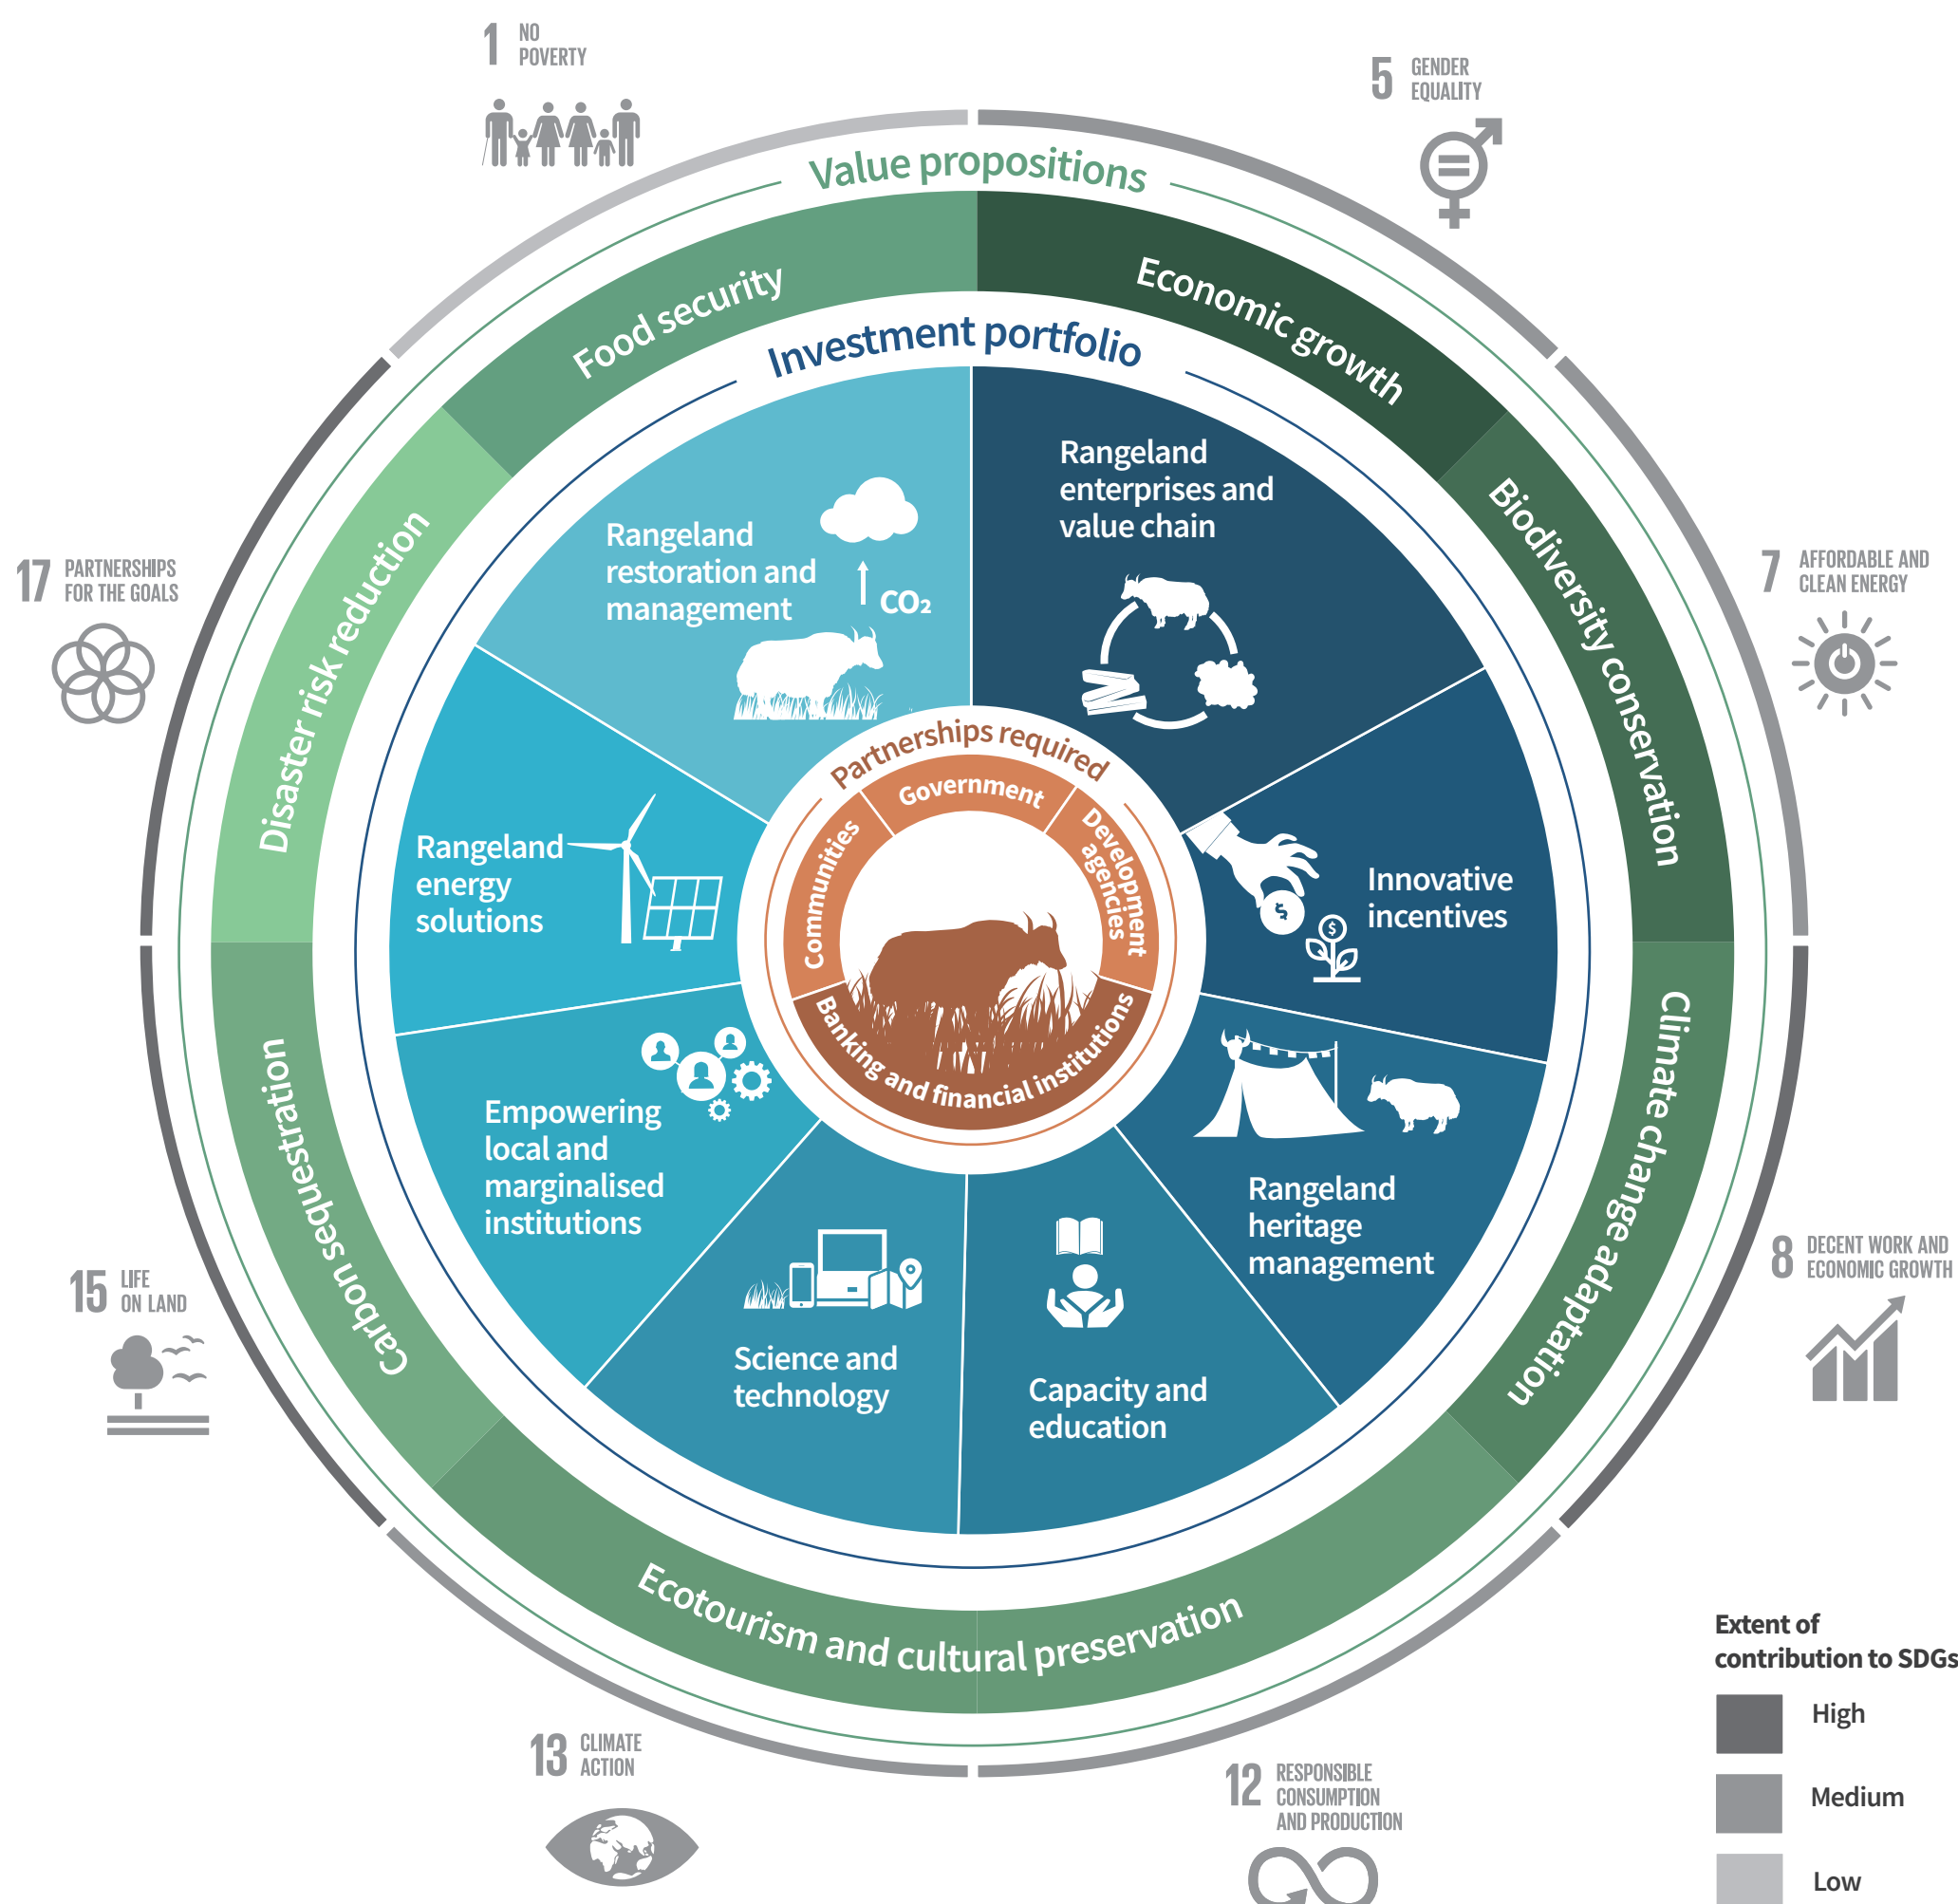 1 NO
POVERTY
5 GENDER
EQUALITY
7 AFFORDABLE AND
CLEAN ENERGY
8 DECENT WORK AND
ECONOMIC GROWTH
12 RESPONSIBLE
CONSUMPTION
AND PRODUCTION
13 CLIMATE
ACTION
15 LIFE
ON LAND
17 PARTNERSHIPS
FOR THE GOALS
Value propositions
Economic growth
Biodiversity conservation
Climate change adaptation
Ecotourism and cultural preservation
Carbon sequestration
Disaster risk reduction
Food security
Investment portfolio
Rangeland
enterprises and
value chain
Innovative
incentives
$
$
Rangeland
heritage
management
Capacity and
education
Science and
technology
Empowering
local and
marginalised
institutions
Rangeland
energy
solutions
Rangeland
restoration and
management
CO₂
Partnerships required
Communities
Government
Development
agencies
Banking and financial institutions
Extent of
contribution to SDGs
High
Medium
Low